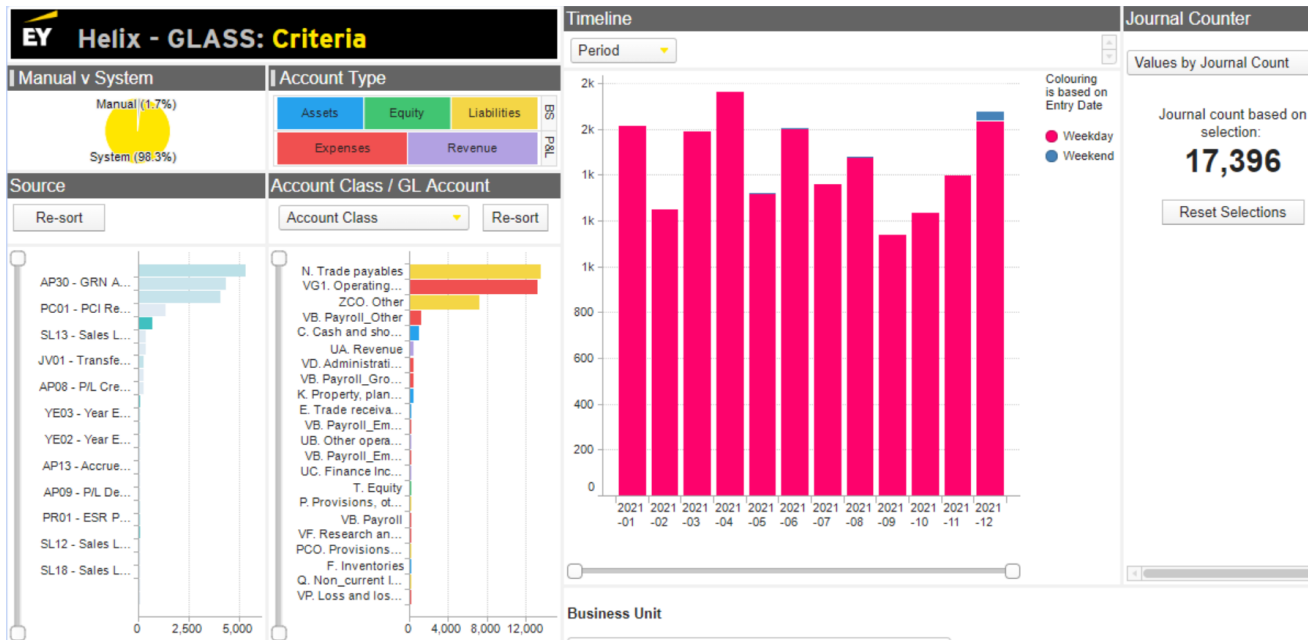 EY Helix - GLASS: Criteria
Manual v System
Manual (1.7%)
System (98.3%)
Account Type
Assets
Equity
Liabilities
BS
Expenses
Revenue
P&L
Source
Re-sort
AP30 - GRN A...
PC01 - PCI Re...
SL13 - Sales L...
JV01 - Transfe...
AP08 - P/L Cre...
YE03 - Year E...
YE02 - Year E...
AP13 - Accrue...
AP09 - P/L De...
PR01 - ESR P...
SL12 - Sales L...
SL18 - Sales L...
0 2,500 5,000
Account Class / GL Account
Account Class
Re-sort
N. Trade payables
VG1. Operating...
ZCO. Other
VB. Payroll_Other
C. Cash and sho...
UA. Revenue
VD. Administrati...
VB. Payroll_Gro...
K. Property, plan...
E. Trade receiva...
VB. Payroll_Em...
UB. Other opera...
VB. Payroll_Em...
UC. Finance Inc...
T. Equity
P. Provisions, ot...
VB. Payroll
VF. Research an...
PCO. Provisions...
F. Inventories
Q. Non_current l...
VP. Loss and los...
0 4,000 8,000 12,000
Timeline
Period
2k
2k
1k
1k
1k
800
600
400
200
0
2021 2021 2021 2021 2021 2021 2021 2021 2021 2021 2021 2021
-01 -02 -03 -04 -05 -06 -07 -08 -09 -10 -11 -12
Colouring
is based on
Entry Date
Weekday
Weekend
Business Unit
Journal Counter
Values by Journal Count
Journal count based on
selection:
17,396
Reset Selections